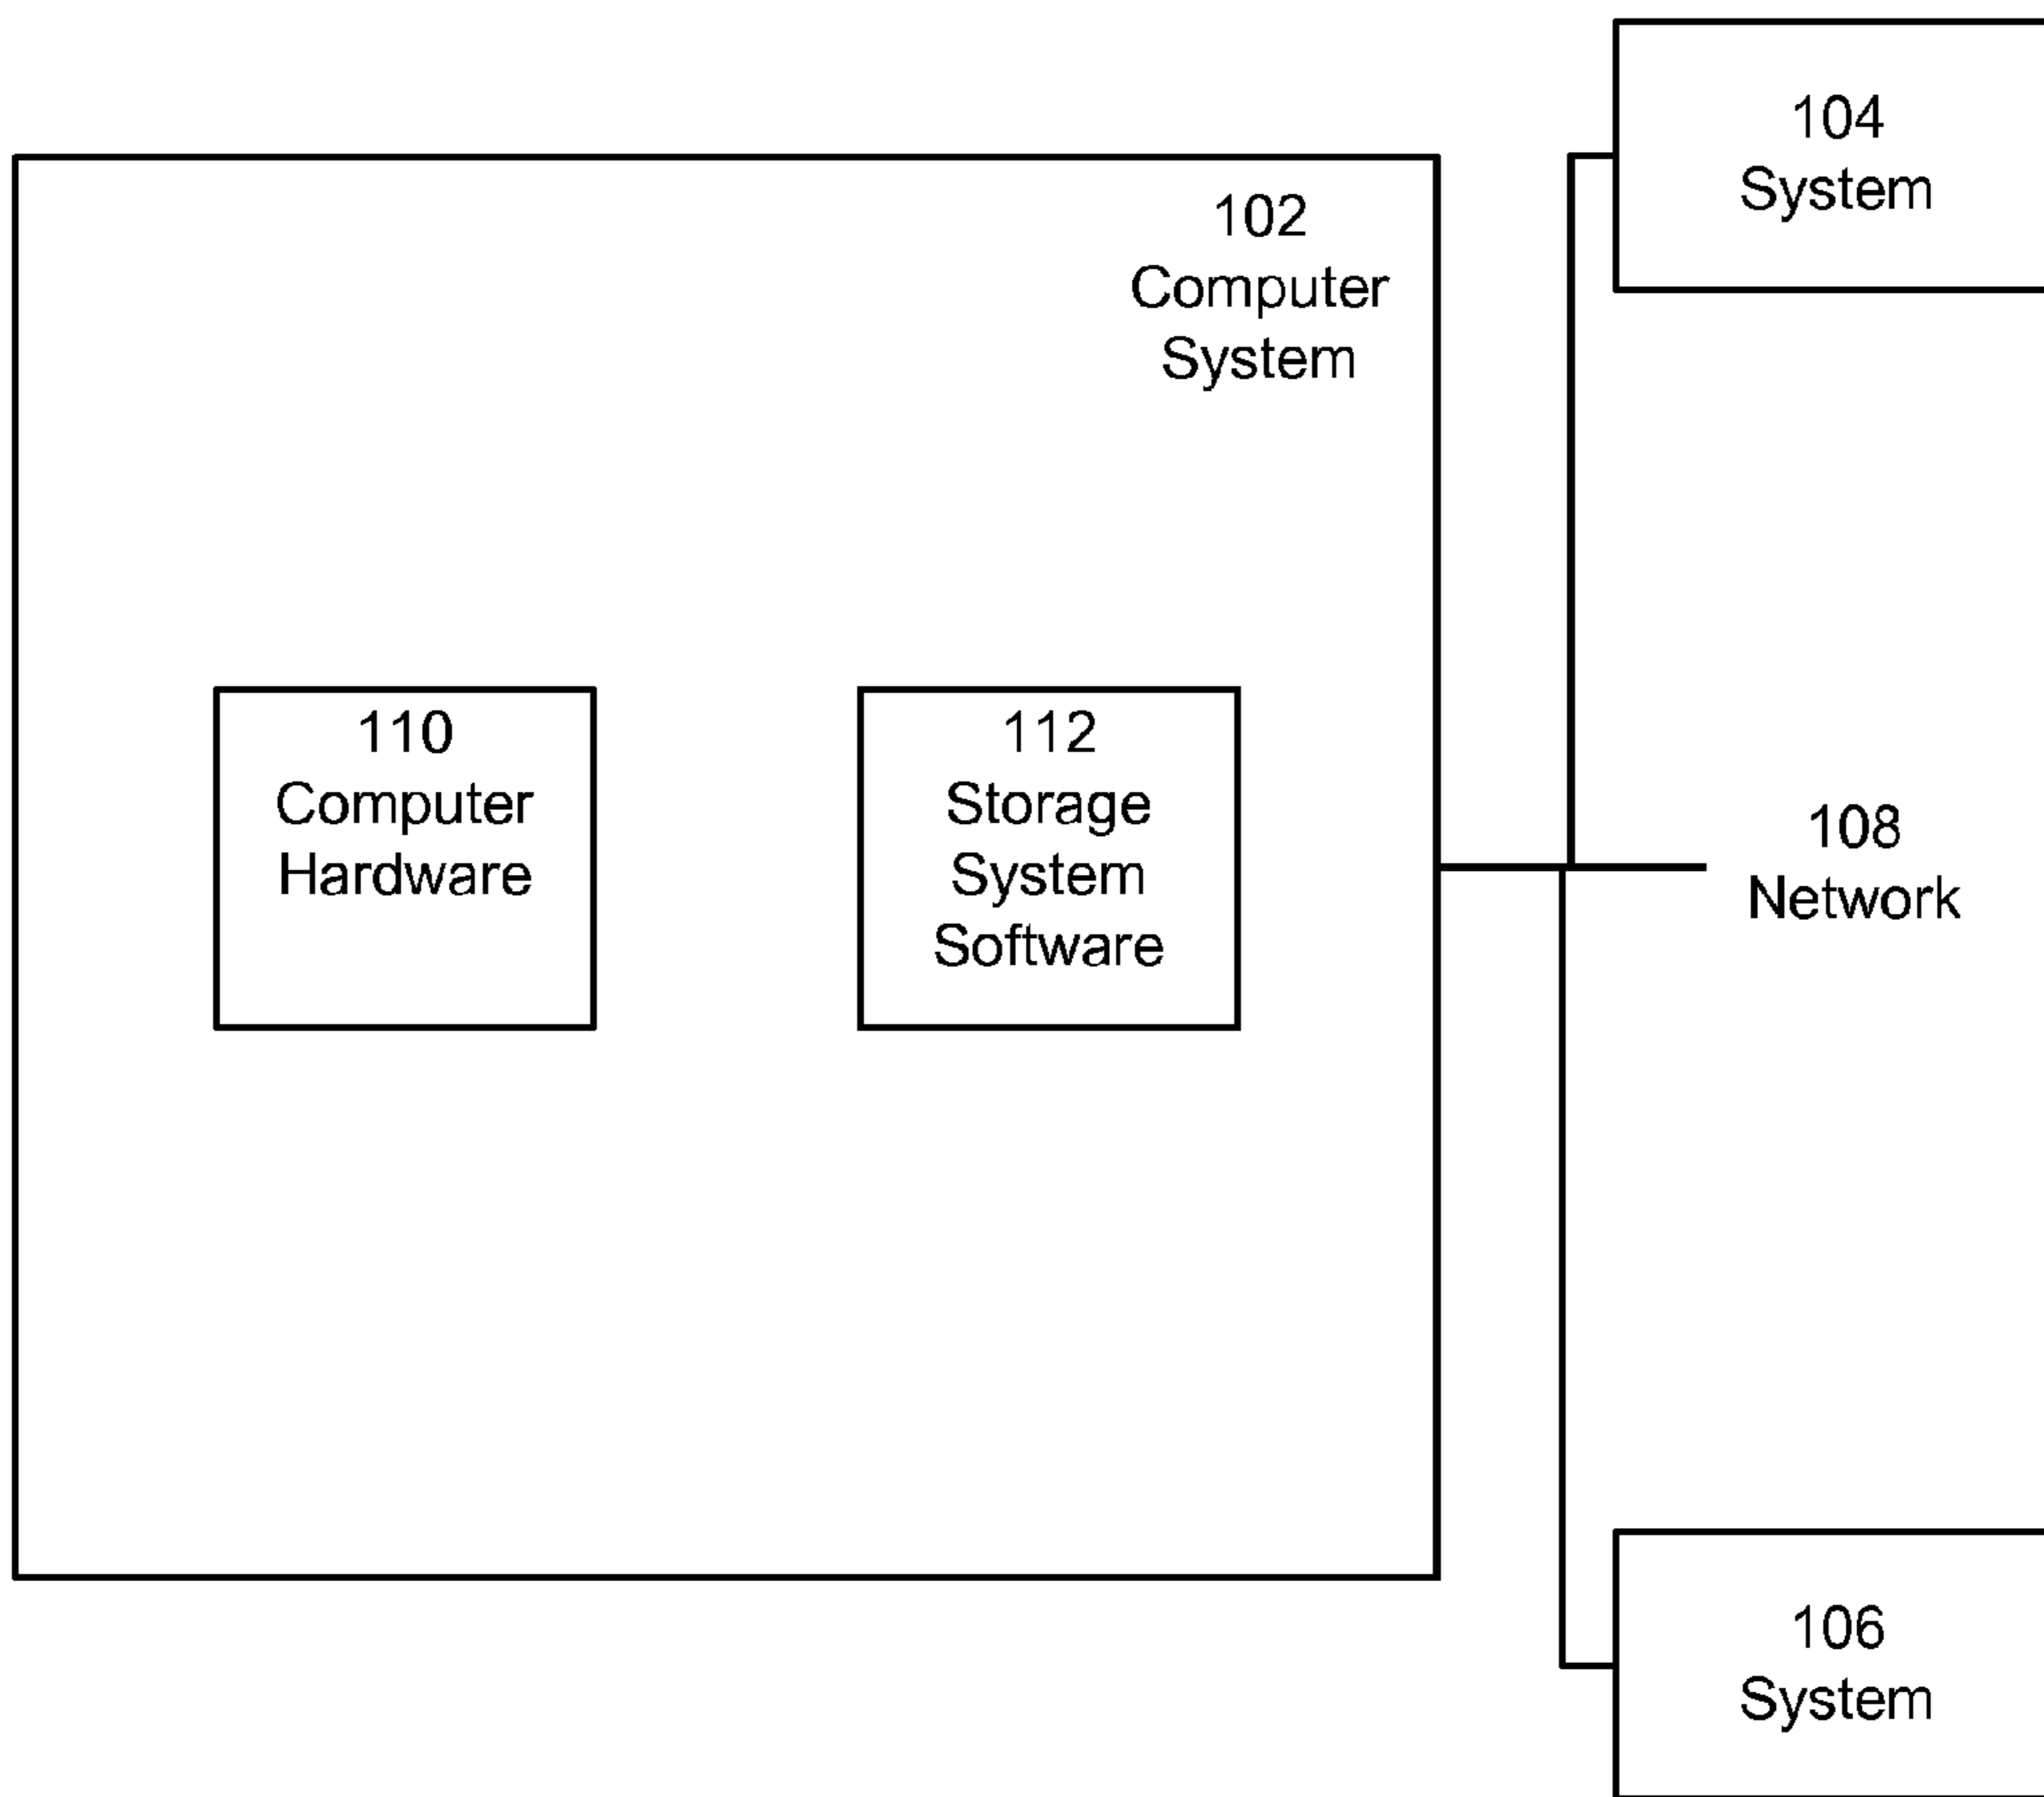 104
System
102
Computer
System
110
Computer
Hardware
112
Storage
System
Software
108
Network
106
System